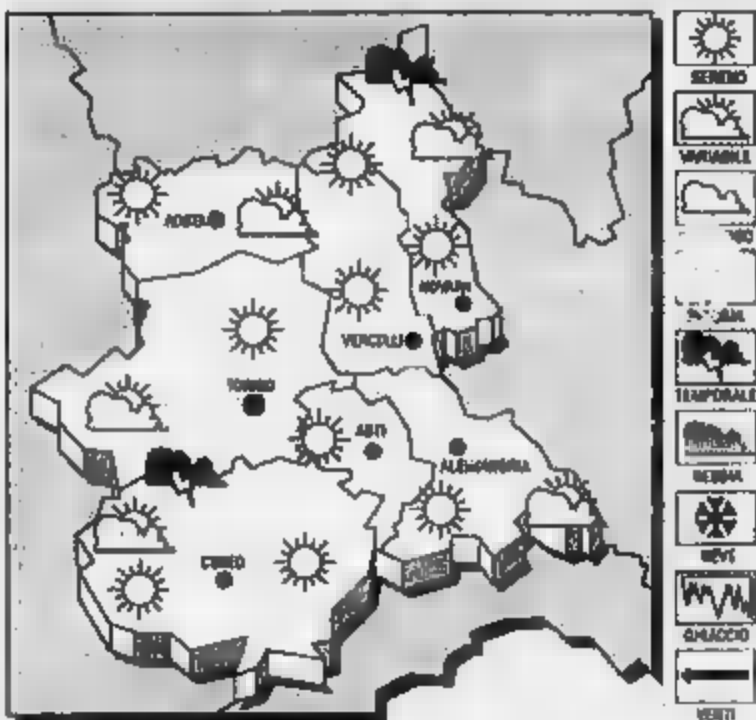 AOSTA
NOVARA
VERCELLI
TORINO
ASTI
ALESSANDRIA
CUNEO
SERENO
VARIABILE
TEMPORALE
NEBBIA
NEVE
GHIACCIO
VENTI